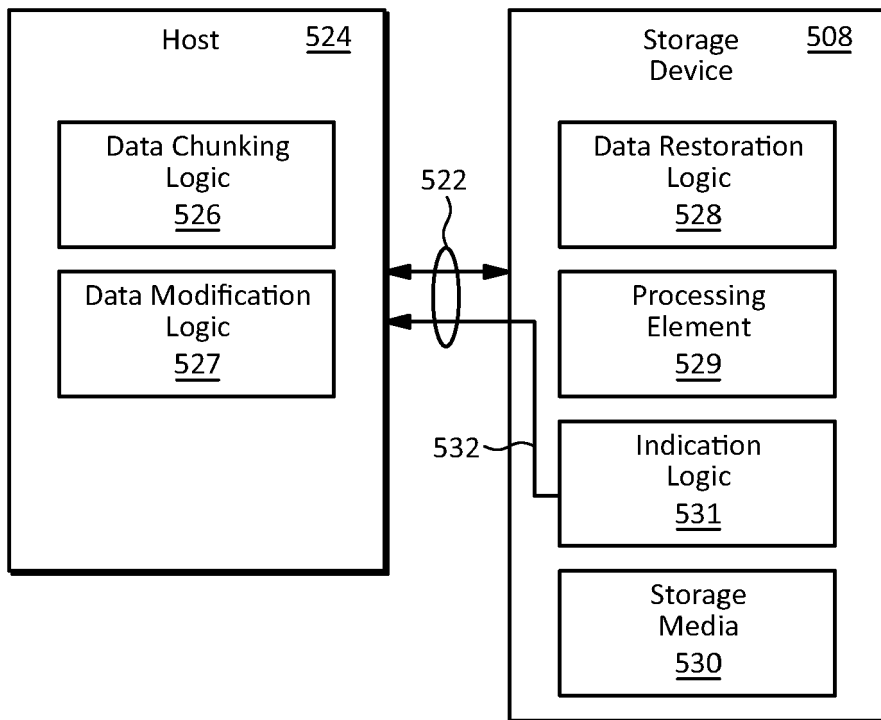 Host 524
Data Chunking
Logic
526
Data Modification
Logic
527
522
532
Storage 508
Device
Data Restoration
Logic
528
Processing
Element
529
Indication
Logic
531
Storage
Media
530